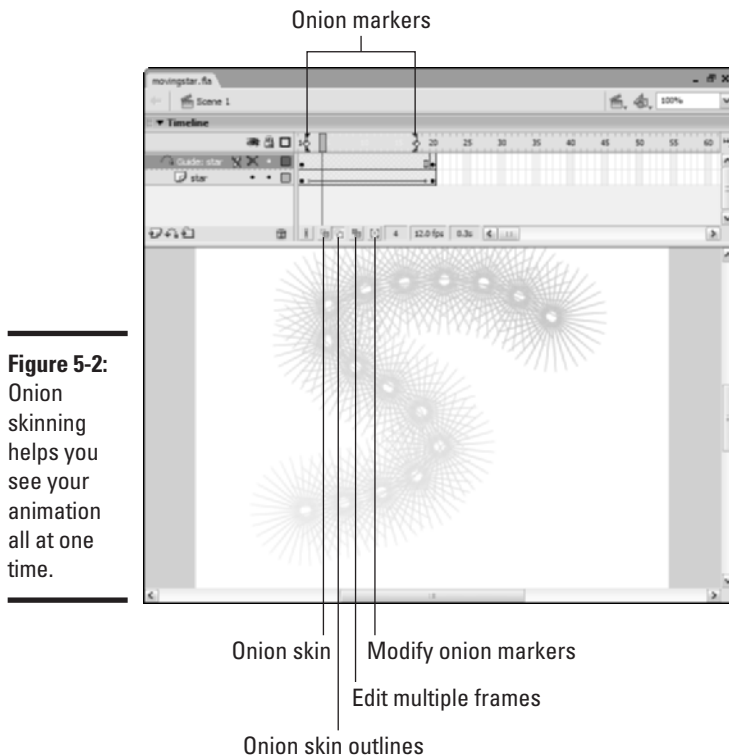 Onion markers
movingstar.fla
Scene 1
100%
Timeline
20 25 30 35 40 45 50 55 60
Guide: star
star
4 12.0 fps 0.3s
Figure 5-2:
Onion
skinning
helps you
see your
animation
all at one
time.
Onion skin
Modify onion markers
Edit multiple frames
Onion skin outlines